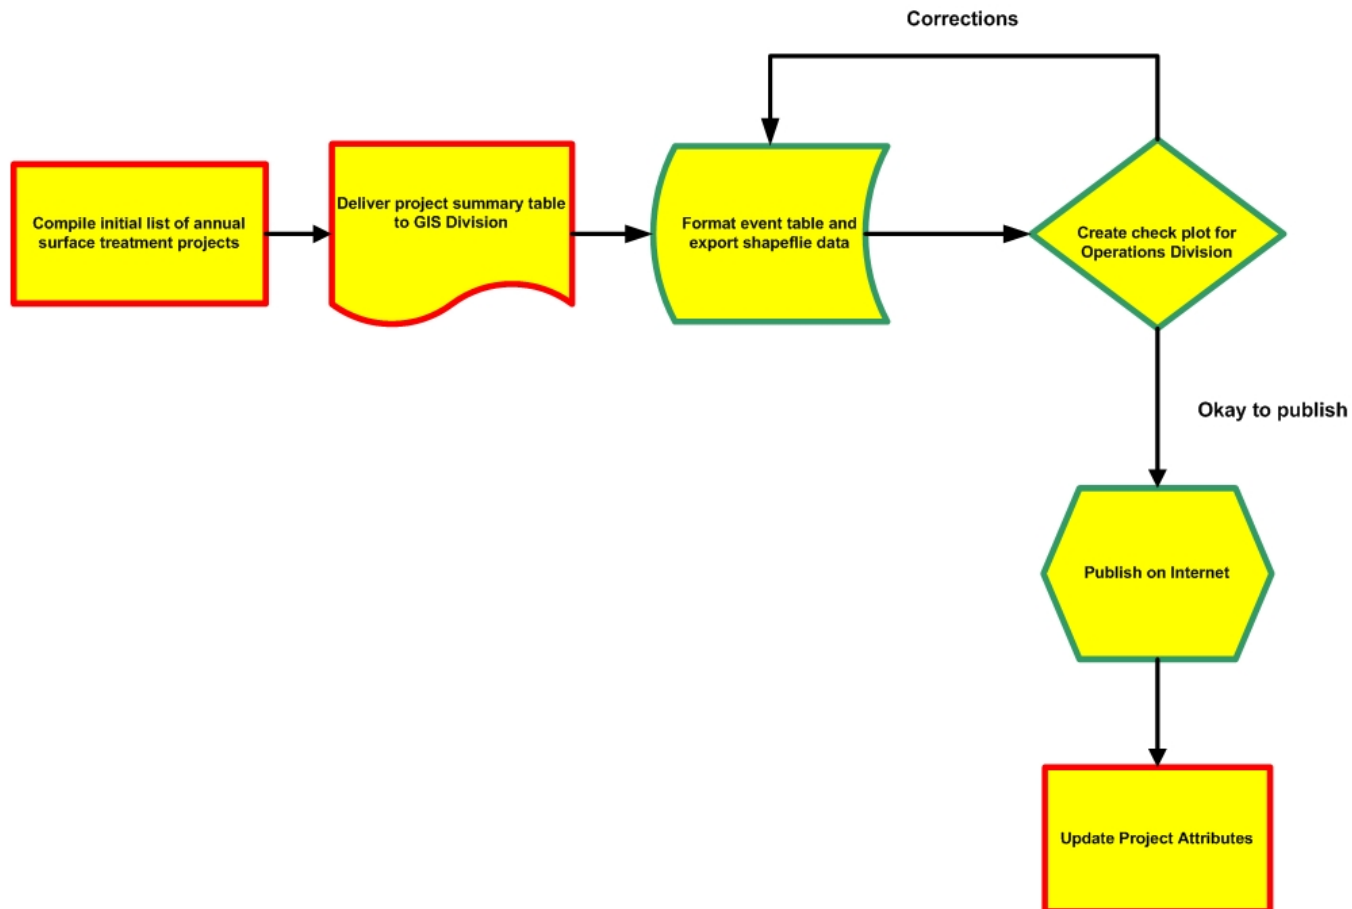 Corrections
Compile initial list of annual
surface treatment projects
Deliver project summary table
to GIS Division
Format event table and
export shapeflie data
Create check plot for
Operations Division
Okay to publish
Publish on Internet
Update Project Attributes